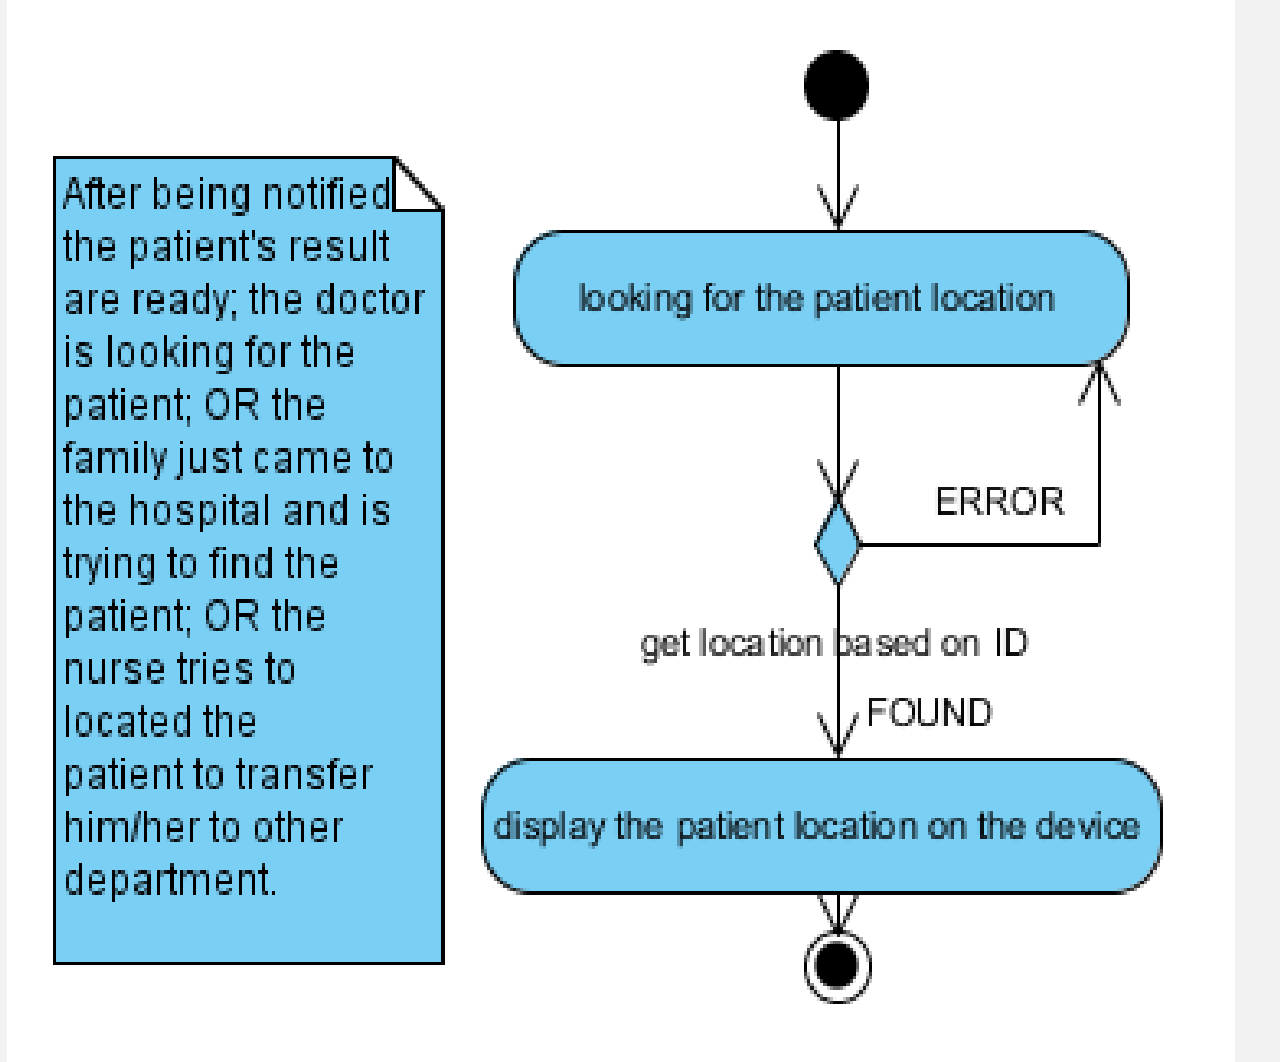 After being notified
the patient's result
are ready; the doctor
is looking for the
patient; OR the
family just came to
the hospital and is
trying to find the
patient; OR the
nurse tries to
located the
patient to transfer
him/her to other
department.
looking for the patient location
ERROR
get location based on ID
FOUND
display the patient location on the device